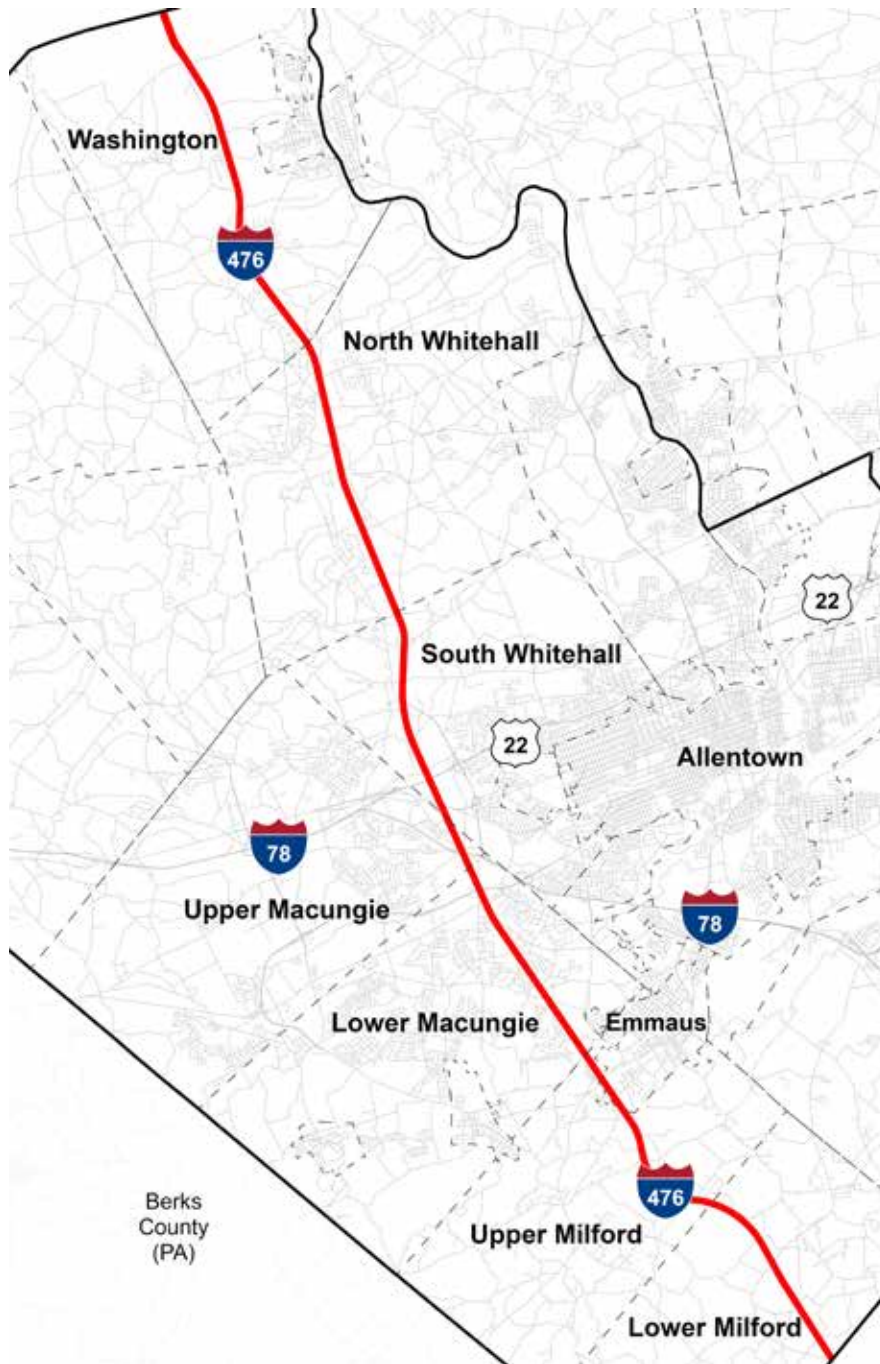 Washington
476
North Whitehall
22
South Whitehall
22
Allentown
78
Upper Macungie
78
Lower Macungie
Emmaus
476
Berks
County
(PA)
Upper Milford
Lower Milford